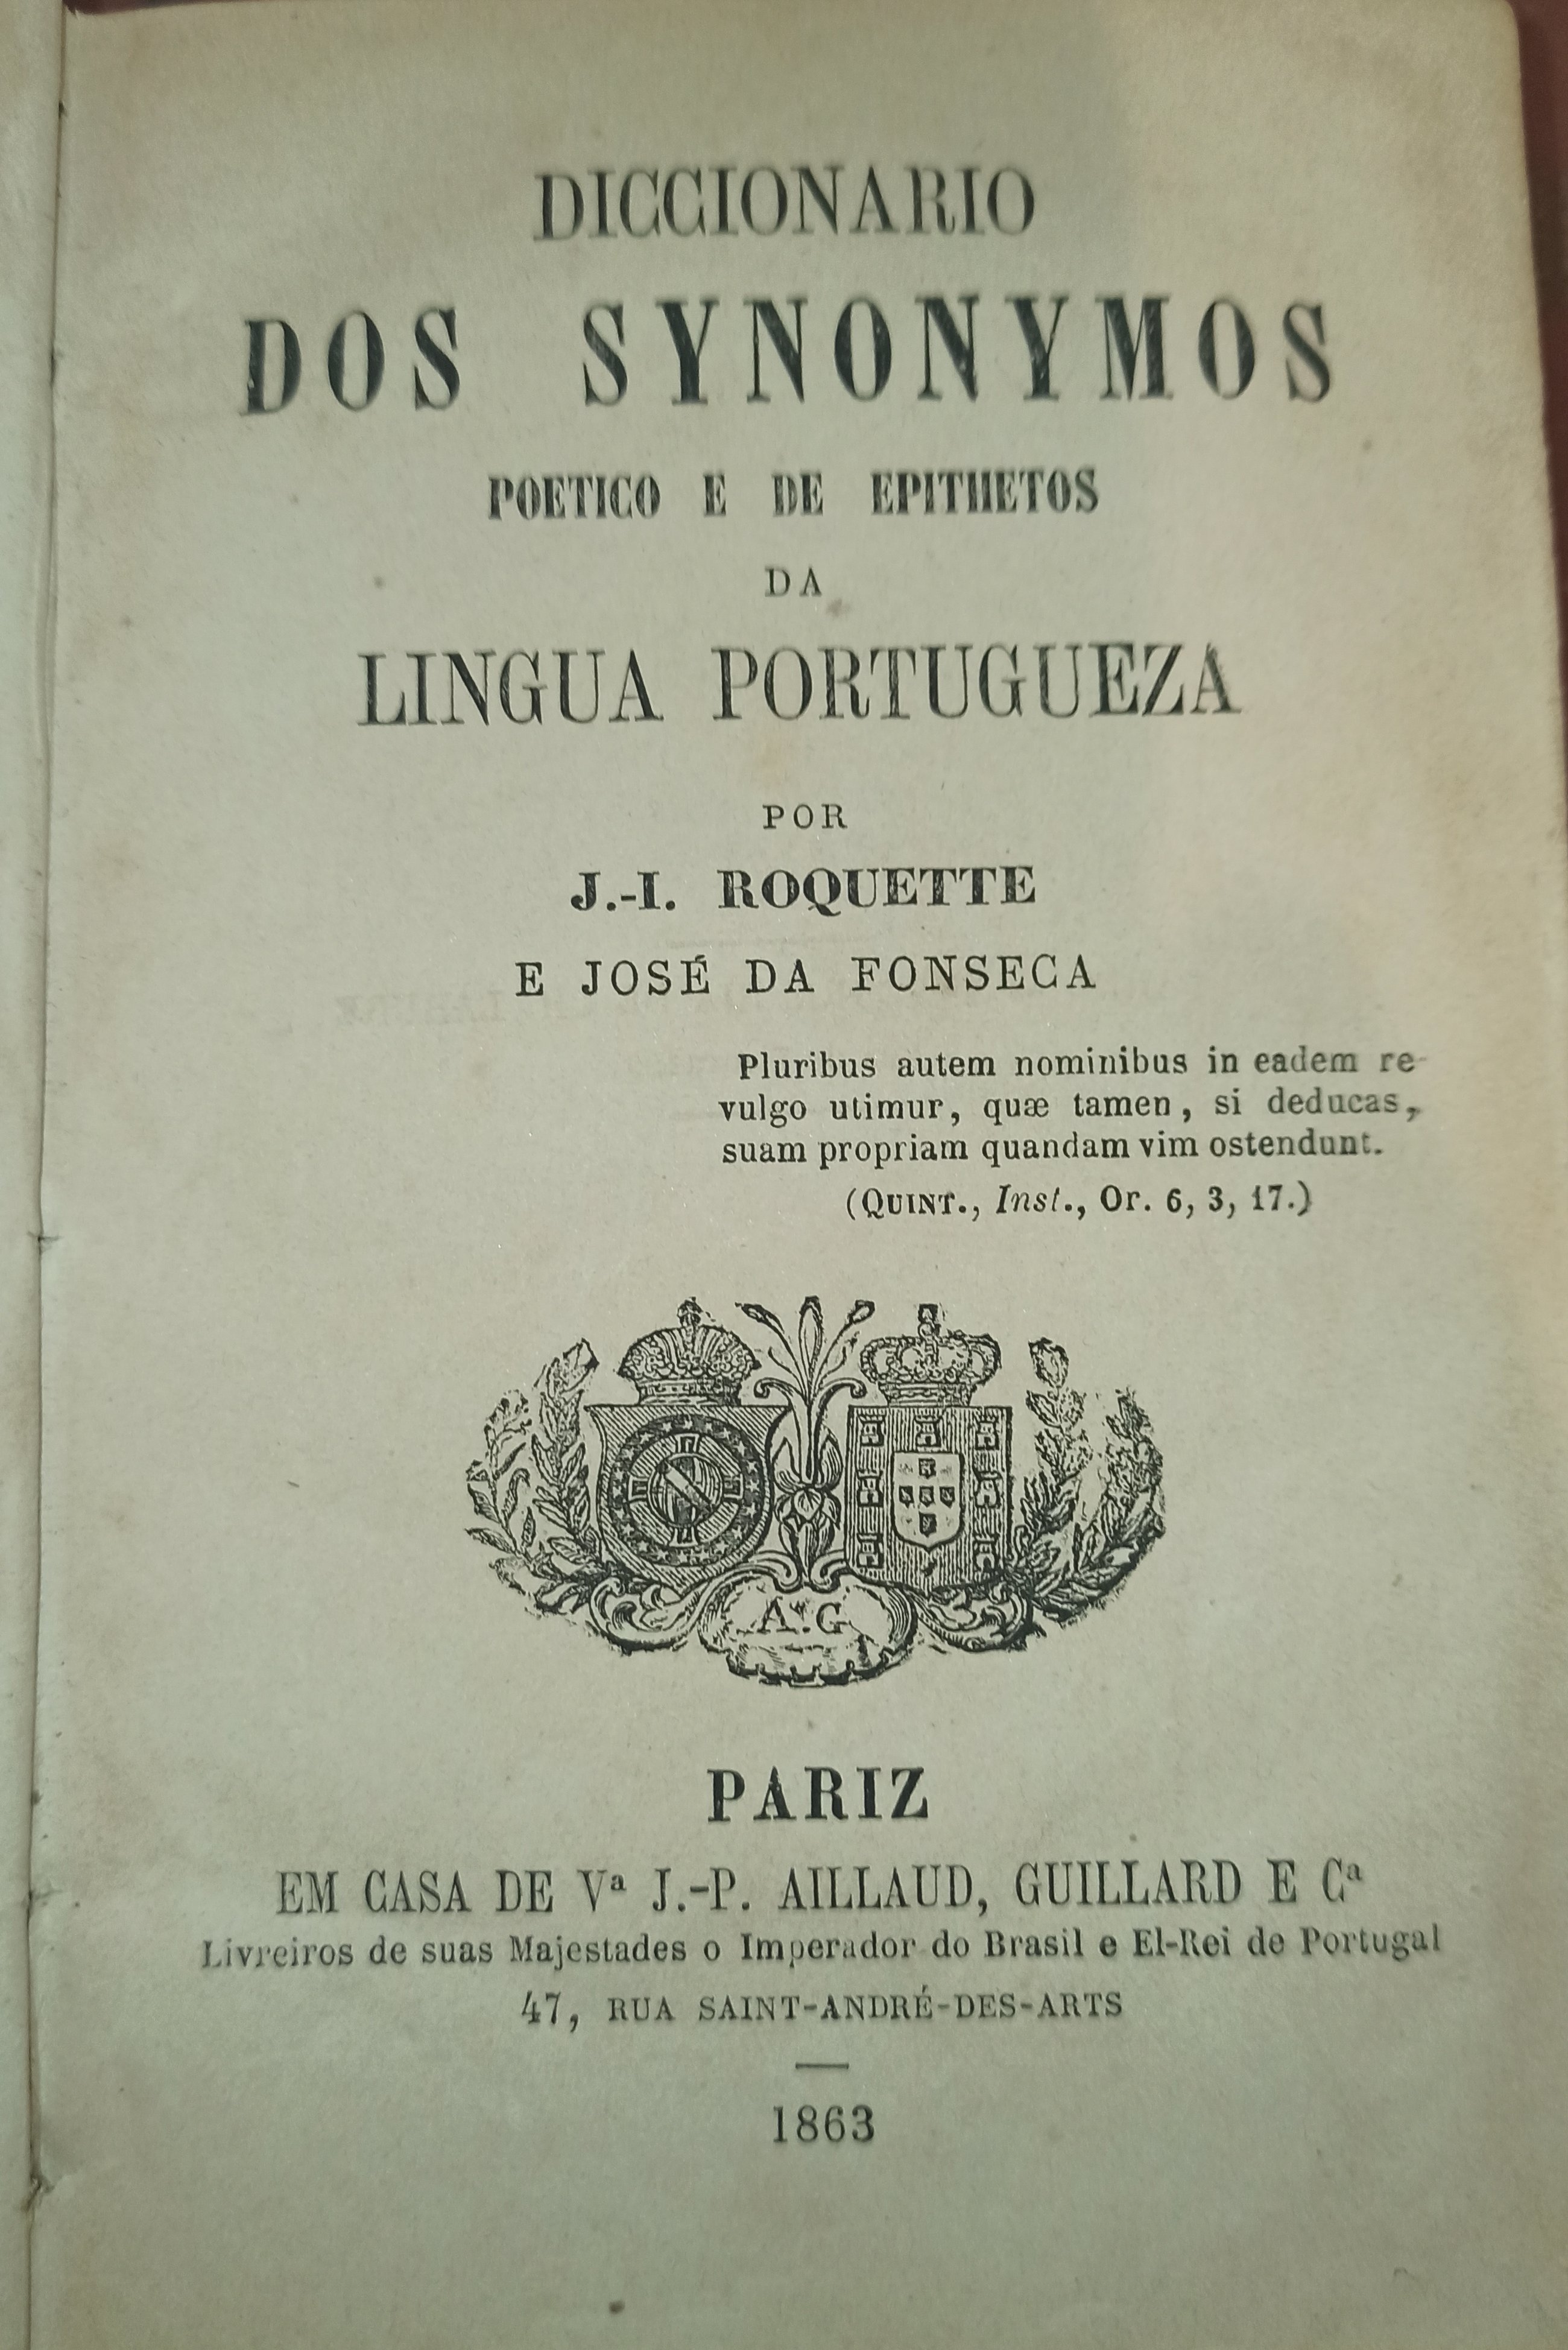 DICCIONARIO
DOS SYNONYMOS
POETICO E DE EPITHETOS
DA
LINGUA PORTUGUEZA
POR
J.-I. ROQUETTE
E JOSÉ DA FONSECA
Pluribus autem nominibus in eadem re
vulgo utimur, quæ tamen, si deducas,
suam propriam quandam vim ostendunt.
(QUINT., Inst., Or. 6, 3, 17.)
A. G
PARIZ
EM CASA DE Vª J.-P. AILLAUD, GUILLARD E Cª
Livreiros de suas Majestades o Imperador do Brasil e El-Rei de Portugal
47, RUA SAINT-ANDRÉ-DES-ARTS
1863